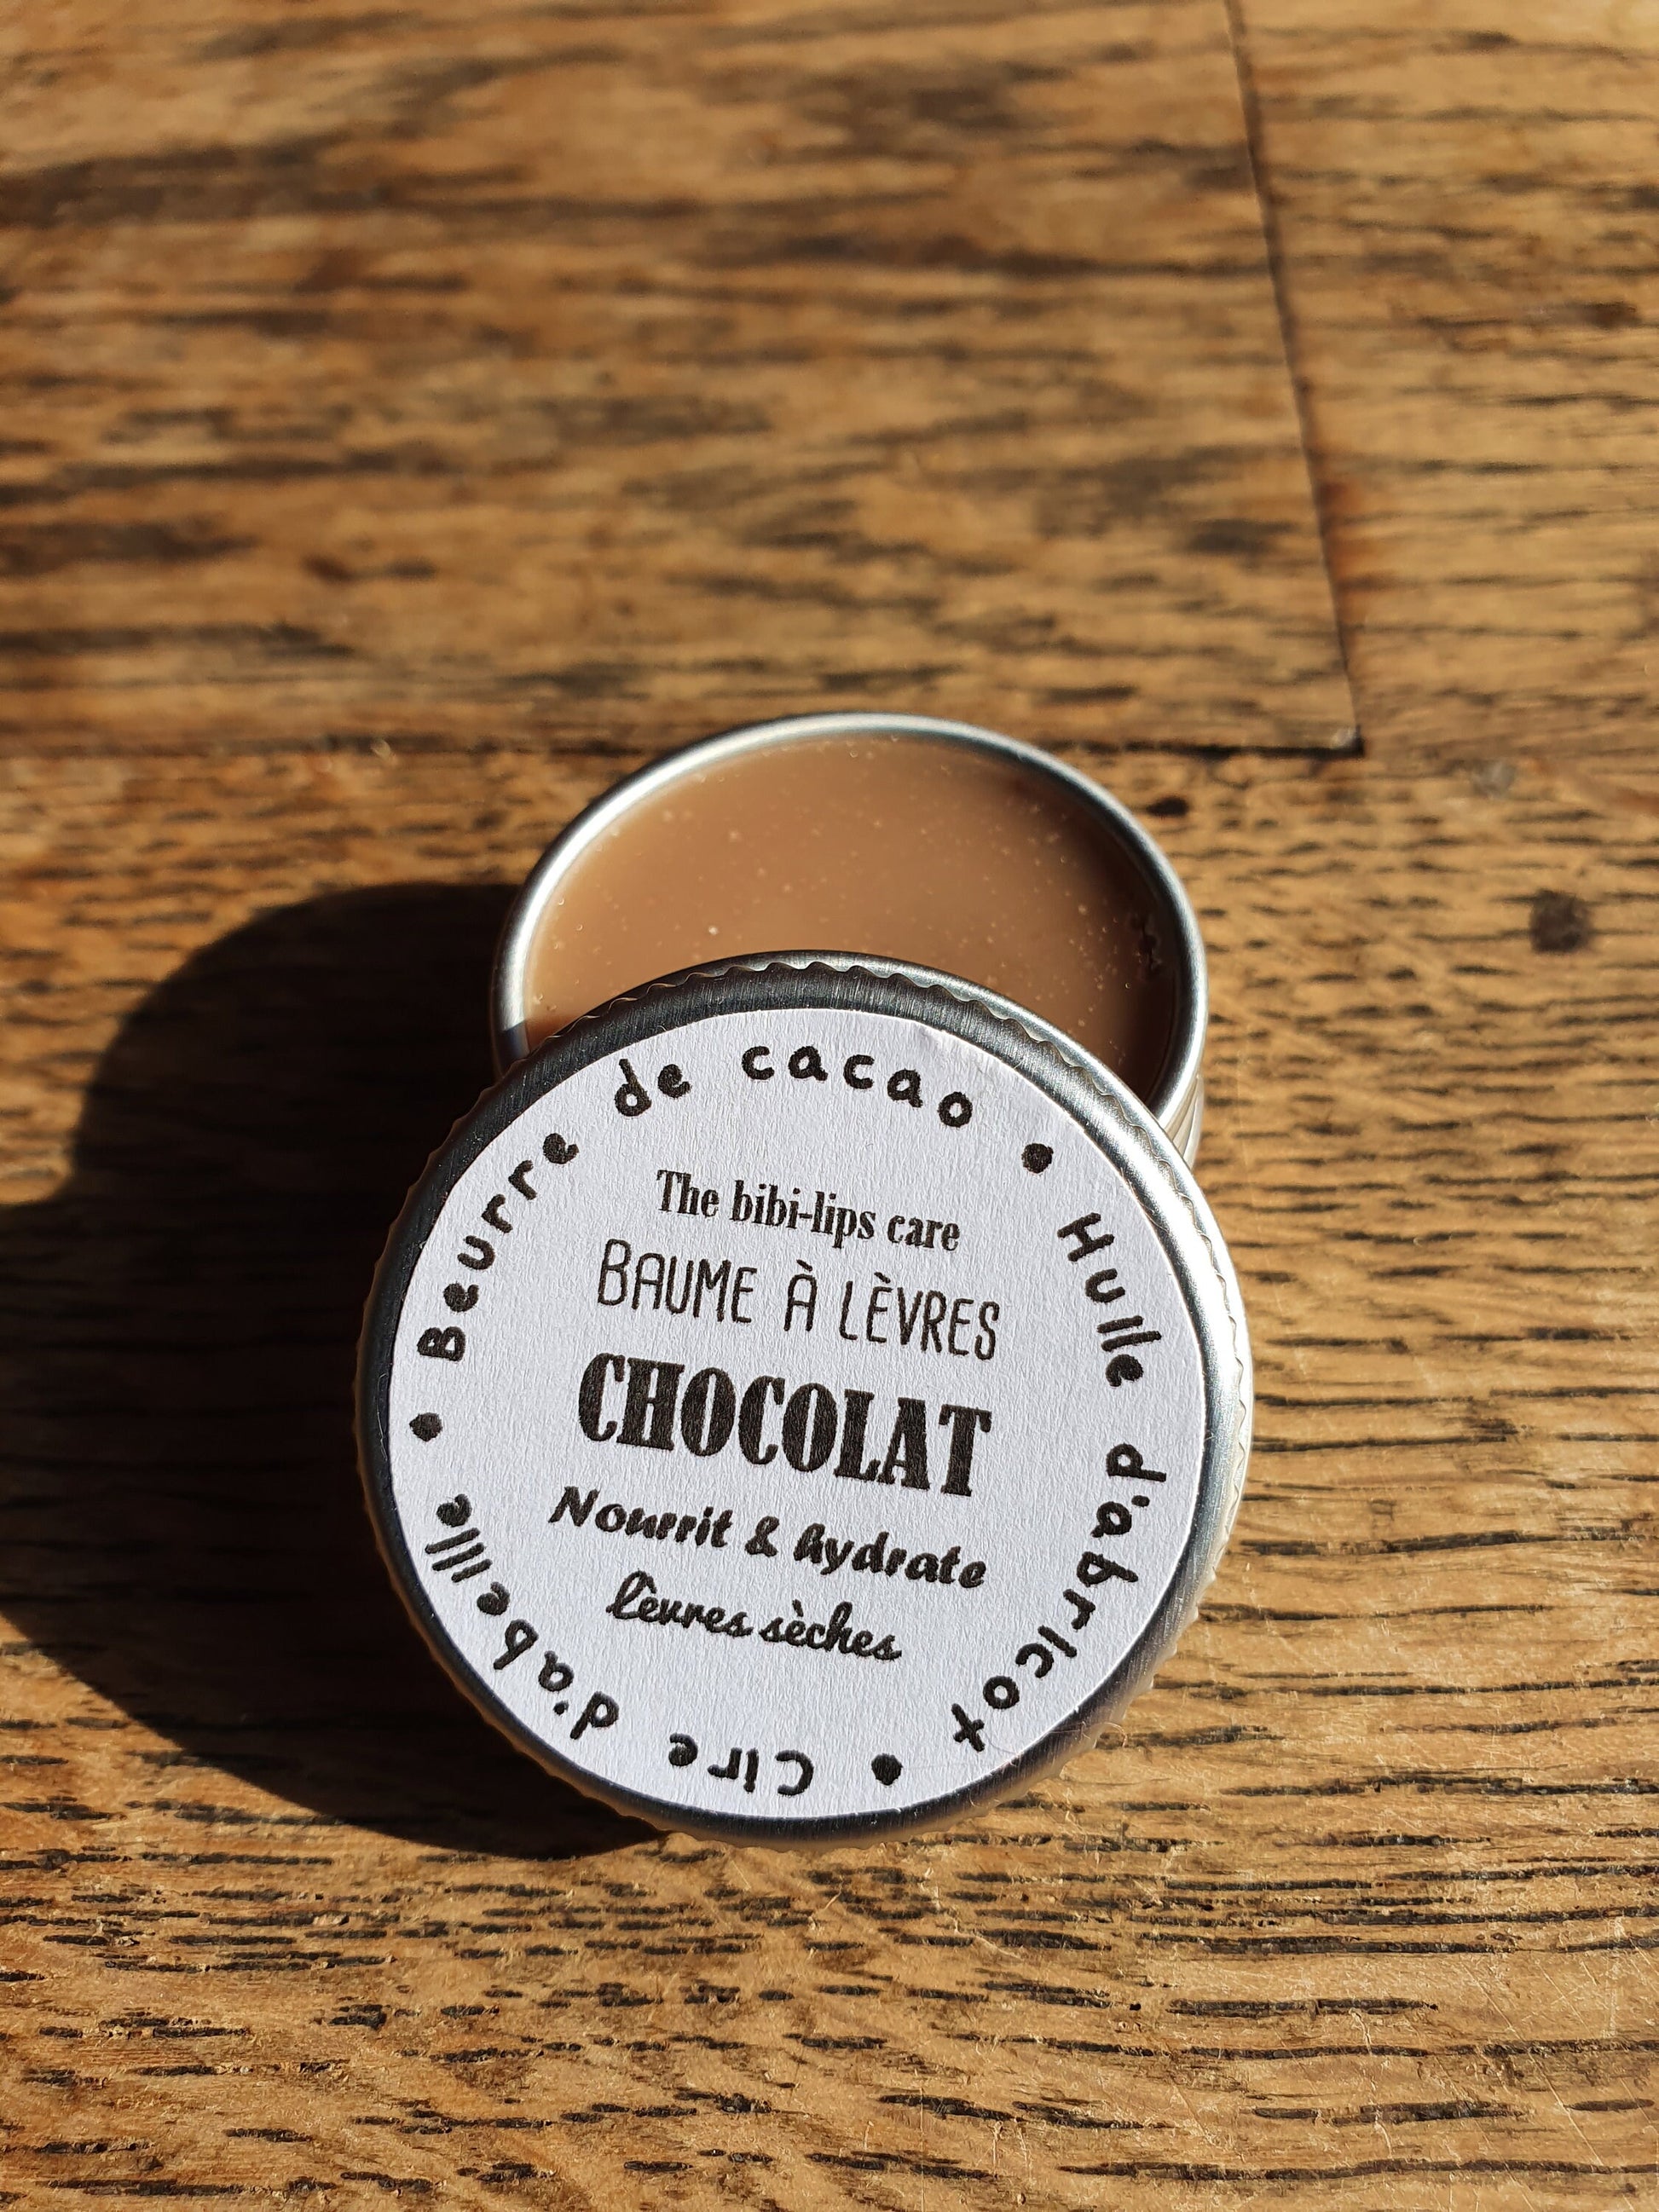 • Beurre de cacao • Huile d'abricot • Cire d'abeille
The bibi-lips care
BAUME À LÈVRES
CHOCOLAT
Nourrit & hydrate
lèvres sèches